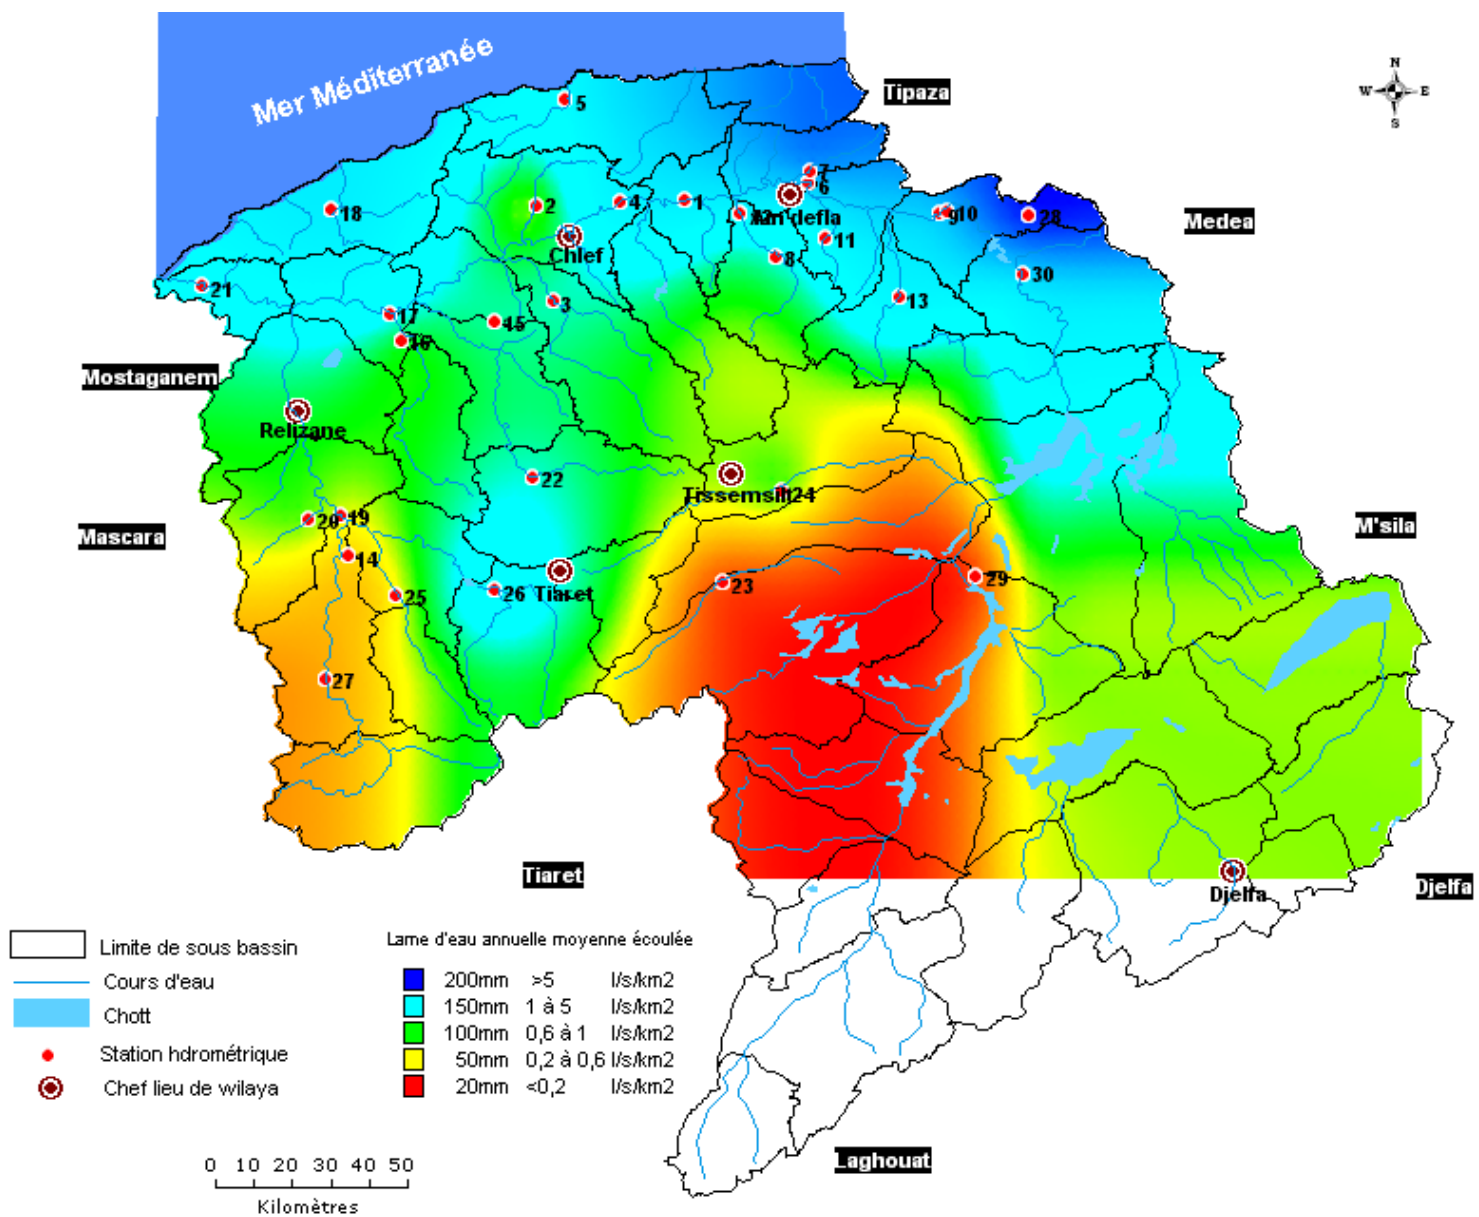 Mer Méditerranée
N
W E
S
Tipaza
5
7
6
18
2
4
1
Ain defla
9
10
28
Medea
Chlef
11
8
30
21
17
3
13
15
16
Mostaganem
Relizane
22
Tissemsilt
24
20
19
Mascara
M'sila
14
23
29
25
26
Tiaret
27
Tiaret
Djelfa
Djelfa
Limite de sous bassin
Cours d'eau
Chott
Station hdrométrique
Chef lieu de wilaya
Lame d'eau annuelle moyenne écoulée
200mm >5 l/s/km2
150mm 1 à 5 l/s/km2
100mm 0,6 à 1 l/s/km2
50mm 0,2 à 0,6 l/s/km2
20mm <0,2 l/s/km2
Laghouat
0 10 20 30 40 50
Kilomètres